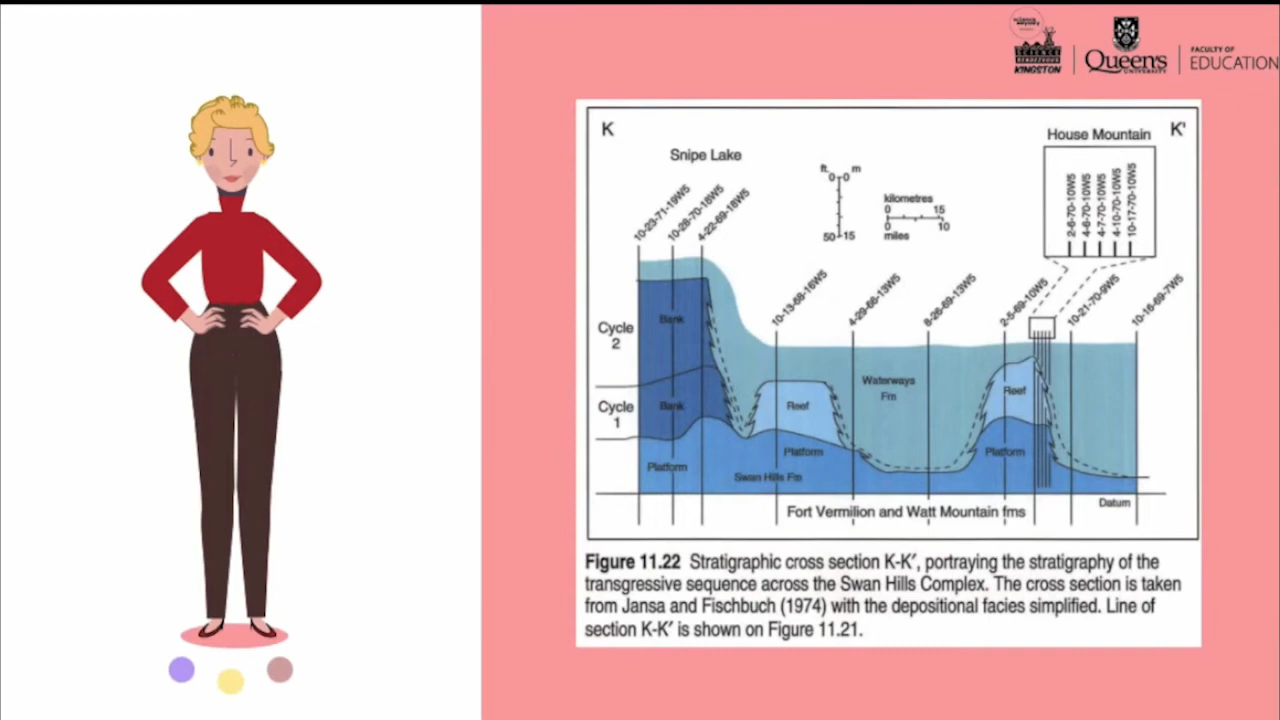 SCIENCE
RENDEZVOUS
KINGSTON
Queen's
UNIVERSITY
FACULTY OF
EDUCATION
K
K'
House Mountain
Snipe Lake
ft. m
0 0
50 15
kilometres
0 15
0 10
miles
10-23-71-19W5
10-28-70-18W5
4-22-69-18W5
2-6-70-10W5
4-6-70-10W5
4-7-70-10W5
4-10-70-10W5
10-17-70-10W5
10-13-68-16W5
4-29-66-13W5
8-26-69-13W5
2-5-69-10W5
10-21-70-9W5
10-16-69-7W5
Cycle
2
Bank
Waterways
Fm
Reef
Cycle
1
Bank
Reef
Platform
Platform
Platform
Swan Hills Fm
Datum
Fort Vermilion and Watt Mountain fms
Figure 11.22 Stratigraphic cross section K-K′, portraying the stratigraphy of the
transgressive sequence across the Swan Hills Complex. The cross section is taken
from Jansa and Fischbuch (1974) with the depositional facies simplified. Line of
section K-K′ is shown on Figure 11.21.